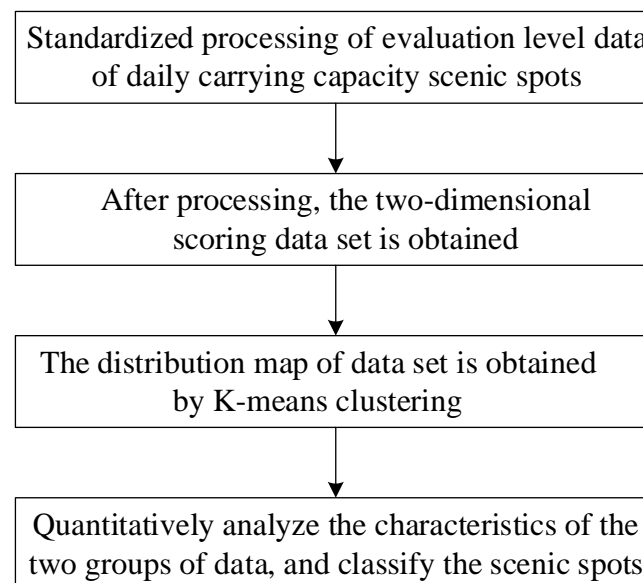 Standardized processing of evaluation level data
of daily carrying capacity scenic spots
After processing, the two-dimensional
scoring data set is obtained
The distribution map of data set is obtained
by K-means clustering
Quantitatively analyze the characteristics of the
two groups of data, and classify the scenic spots